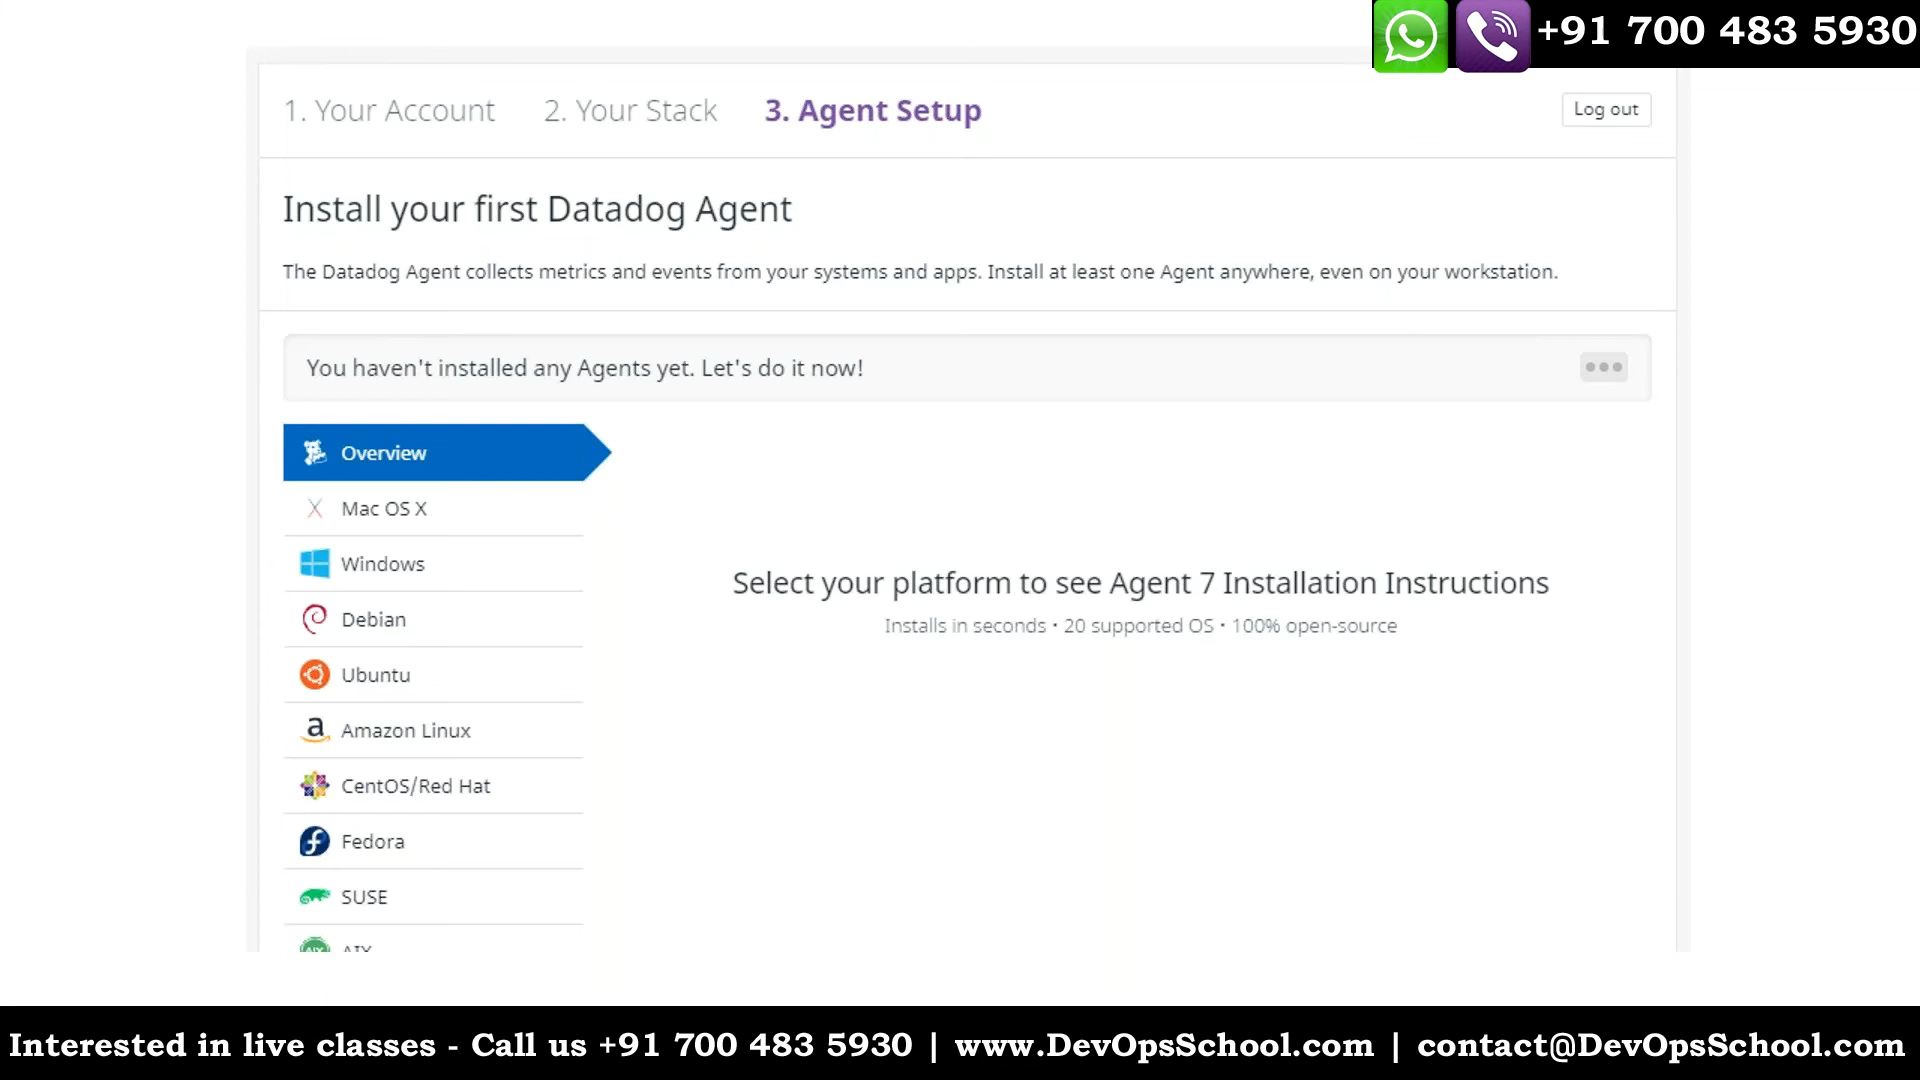 +91 700 483 5930
1. Your Account 2. Your Stack 3. Agent Setup Log out
Install your first Datadog Agent
The Datadog Agent collects metrics and events from your systems and apps. Install at least one Agent anywhere, even on your workstation.
You haven't installed any Agents yet. Let's do it now!
Overview
Mac OS X
Windows
Debian
Ubuntu
Amazon Linux
CentOS/Red Hat
Fedora
SUSE
AIX
Select your platform to see Agent 7 Installation Instructions
Installs in seconds • 20 supported OS • 100% open-source
Interested in live classes - Call us +91 700 483 5930 | www.DevOpsSchool.com | contact@DevOpsSchool.com